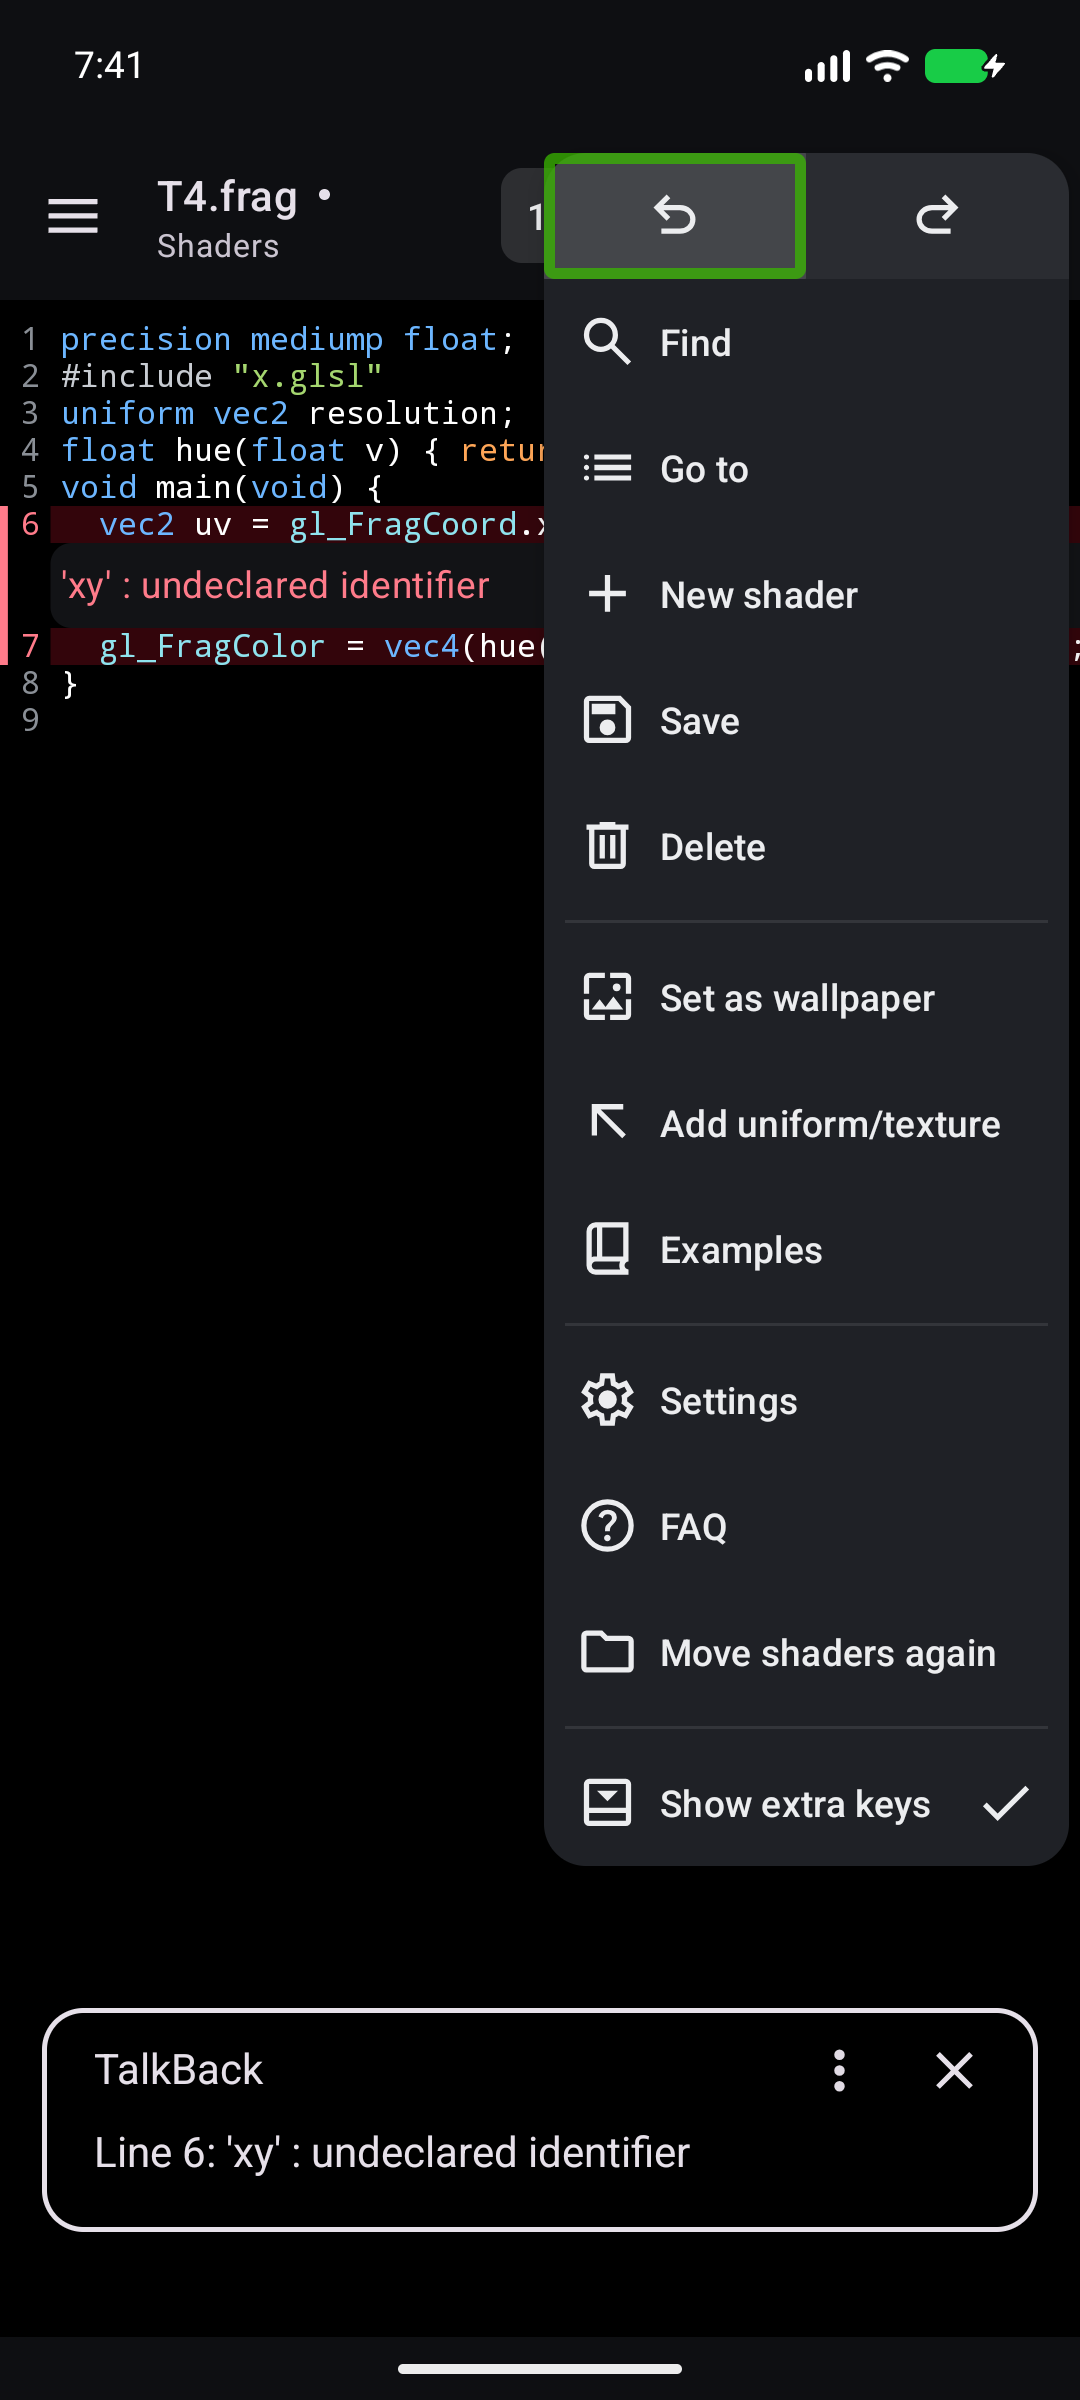 7:41
T4.frag •
Shaders
1
1 precision mediump float;
2 #include "x.glsl"
3 uniform vec2 resolution;
4 float hue(float v) { retur
5 void main(void) {
6 vec2 uv = gl_FragCoord.x
'xy' : undeclared identifier
7 gl_FragColor = vec4(hue( ;
8 }
9
Find
Go to
New shader
Save
Delete
Set as wallpaper
Add uniform/texture
Examples
Settings
FAQ
Move shaders again
Show extra keys
TalkBack
Line 6: 'xy' : undeclared identifier